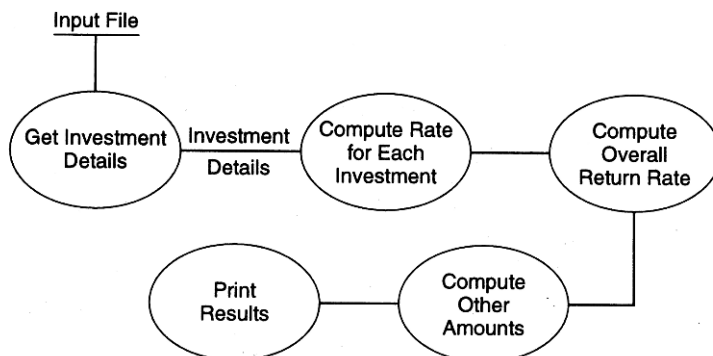 Input File
Get Investment
Details
Investment
Details
Compute Rate
for Each
Investment
Compute
Overall
Return Rate
Print
Results
Compute
Other
Amounts